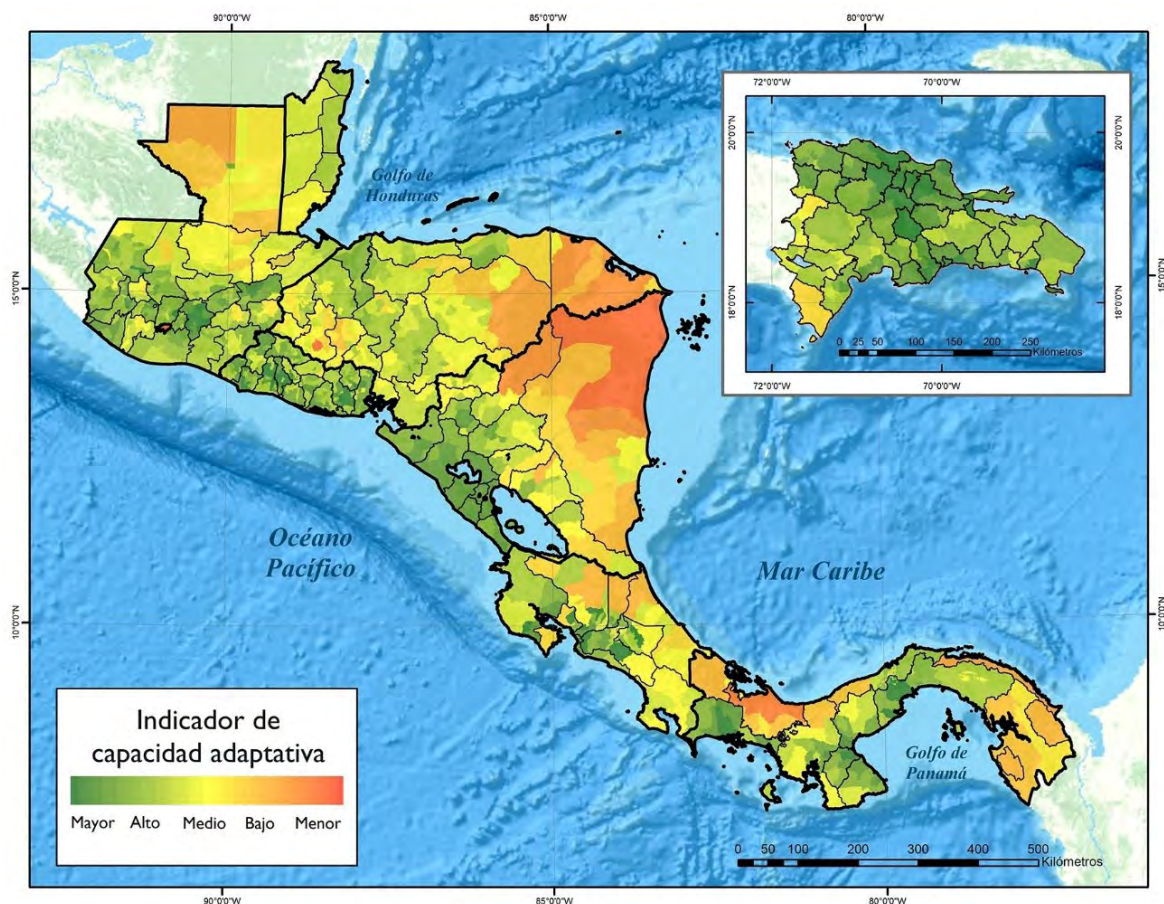 90°0'0"W
85°0'0"W
80°0'0"W
72°0'0"W
70°0'0"W
20°0'0"N
20°0'0"N
Golfo de
Honduras
18°0'0"N
18°0'0"N
15°0'0"N
15°0'0"N
0 25 50 100 150 200 250
Kilómetros
72°0'0"W
70°0'0"W
Océano
Pacífico
Mar Caribe
10°0'0"N
10°0'0"N
Indicador de
capacidad adaptativa
Mayor Alto Medio Bajo Menor
Golfo de
Panamá
0 50 100 200 300 400 500
Kilómetros
90°0'0"W
85°0'0"W
80°0'0"W